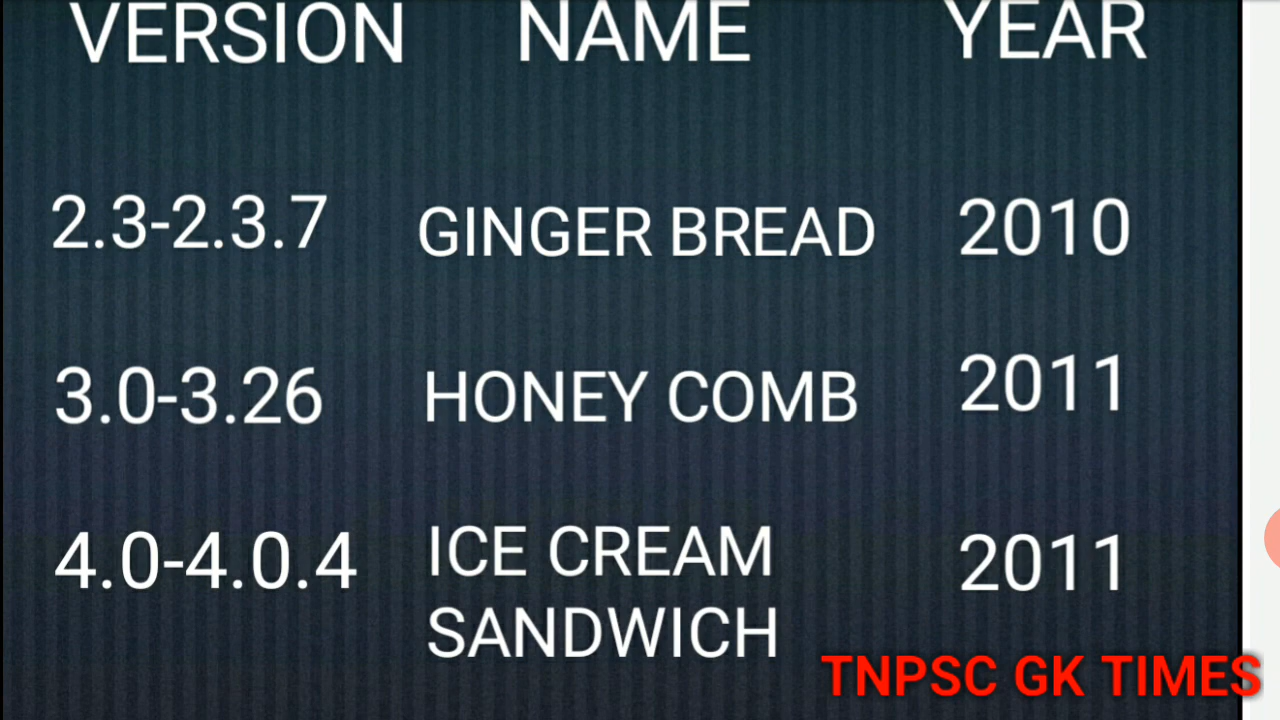 VERSION NAME YEAR
2.3-2.3.7 GINGER BREAD 2010
3.0-3.26 HONEY COMB 2011
4.0-4.0.4 ICE CREAM 2011
SANDWICH
TNPSC GK TIMES